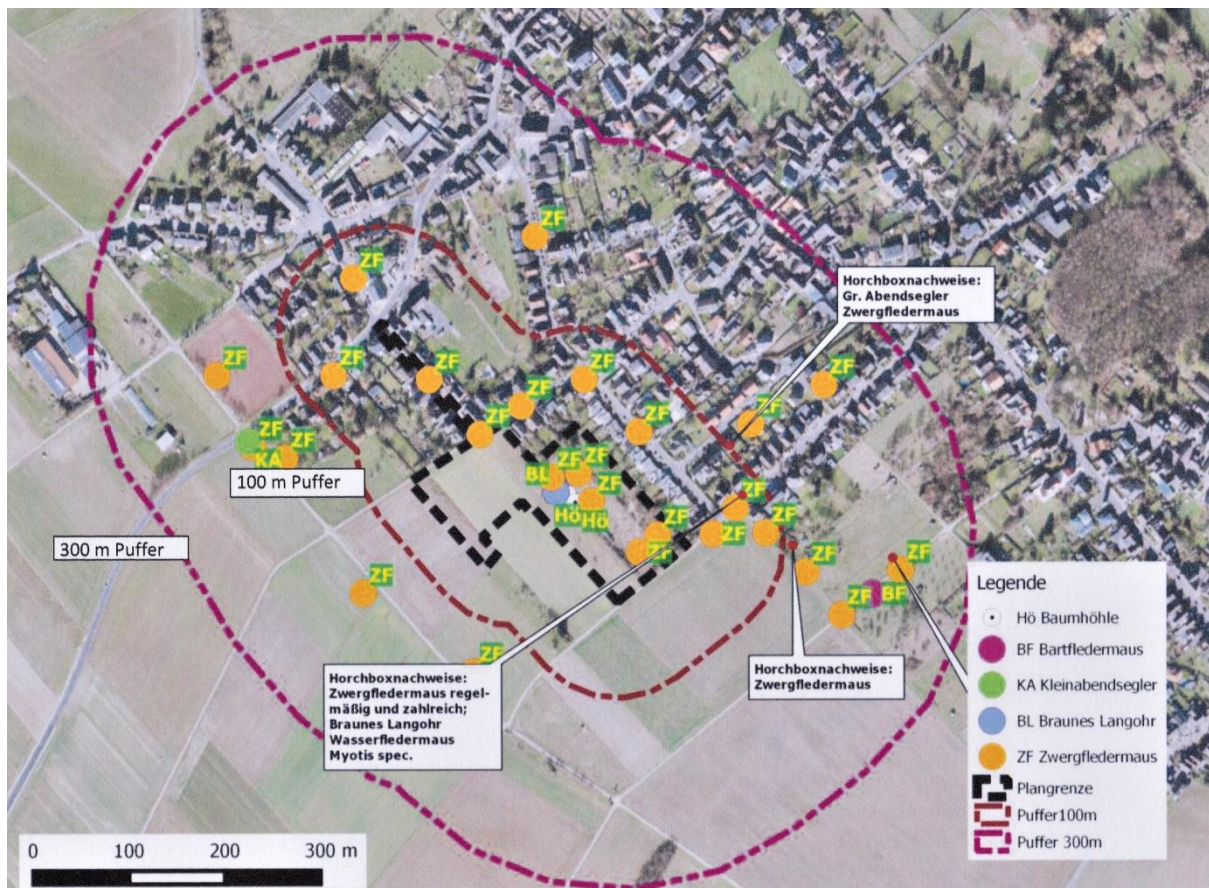 ZF
ZF
Horchboxnachweise:
Gr. Abendsegler
Zwergfledermaus
ZF
ZF
ZF
ZF
ZF
ZF
ZF
ZF
ZF
ZF
KA
ZF
100 m Puffer
BL
ZF
ZF
ZF
Hö
Hö
ZF
ZF
ZF
ZF
ZF
300 m Puffer
ZF
ZF
ZF
ZF
BF
ZF
Horchboxnachweise:
Zwergfledermaus regel-
mäßig und zahlreich;
Braunes Langohr
Wasserfledermaus
Myotis spec.
Horchboxnachweise:
Zwergfledermaus
Legende
Hö Baumhöhle
BF Bartfledermaus
KA Kleinabendsegler
BL Braunes Langohr
ZF Zwergfledermaus
Plangrenze
Puffer100m
Puffer 300m
0 100 200 300 m